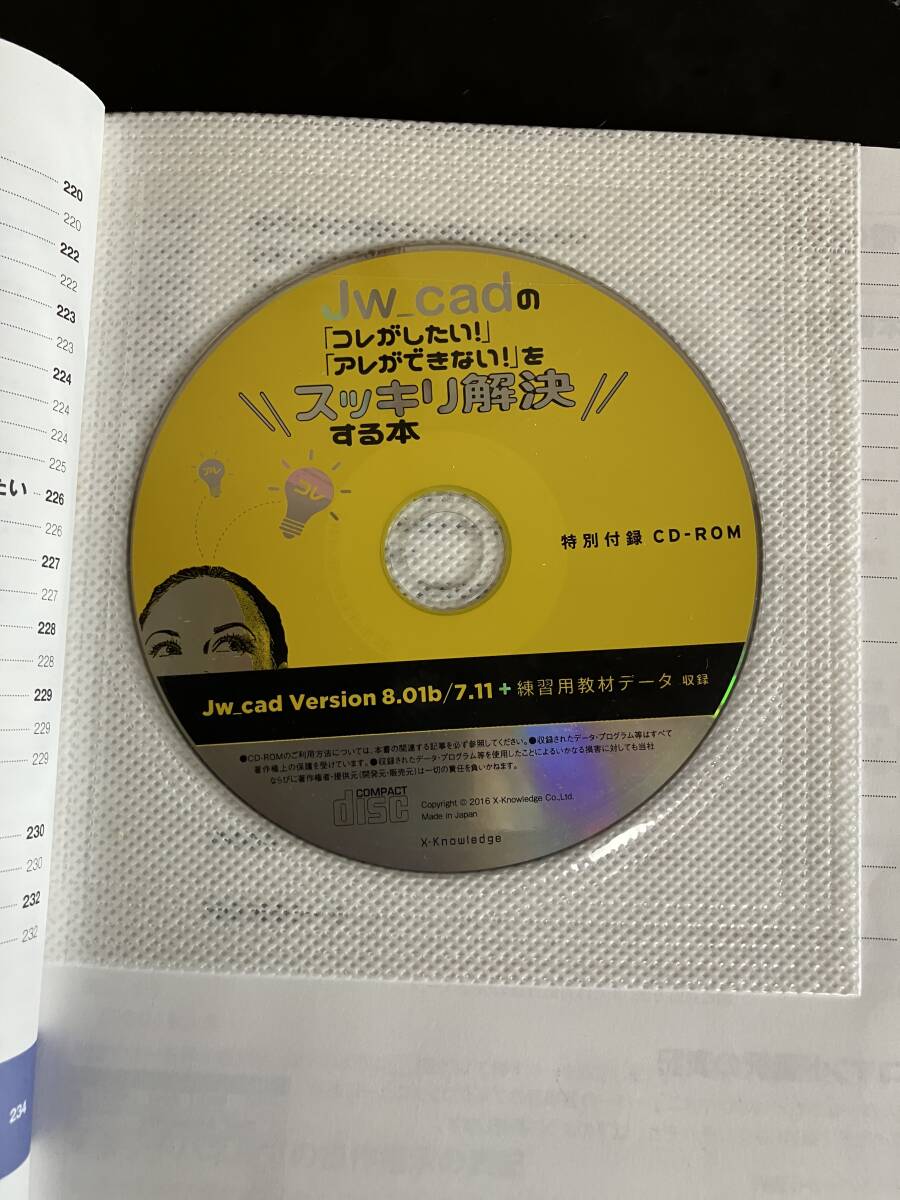 220
220
222
222
223
223
224
224
224
225
たい 226
226
227
227
228
228
229
229
229
230
230
232
232
234
Jw_cadの
「コレがしたい!」
「アレができない!」を
スッキリ解決
する本
アレ
コレ
特別付録 CD-ROM
Jw_cad Version 8.01b/7.11 + 練習用教材データ 収録
●CD-ROMのご利用方法については、本書の関連する記事を必ず参照してください。●収録されたデータ・プログラム等はすべて
著作権上の保護を受けています。●収録されたデータ・プログラム等を使用したことによるいかなる損害に対しても当社
ならびに著作権者・提供元(開発元・販売元)は一切の責任を負いかねます。
COMPACT
disc
Copyright © 2016 X-Knowledge Co.,Ltd.
Made in Japan
X-Knowledge